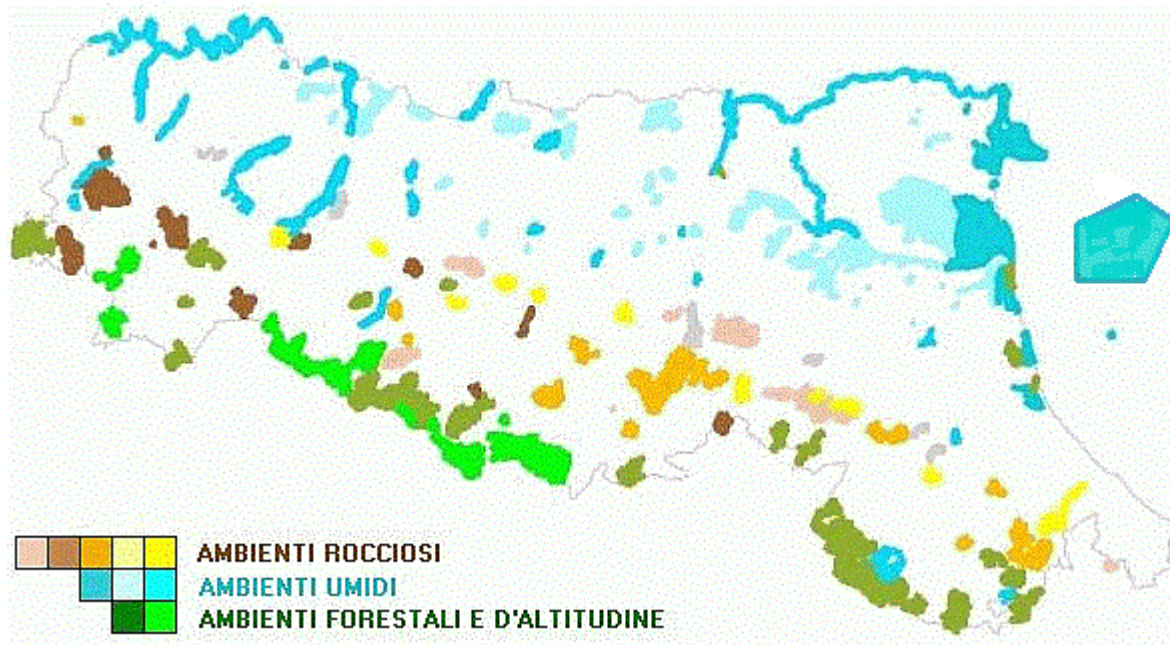 AMBIENTI ROCCIOSI
AMBIENTI UMIDI
AMBIENTI FORESTALI E D'ALTITUDINE